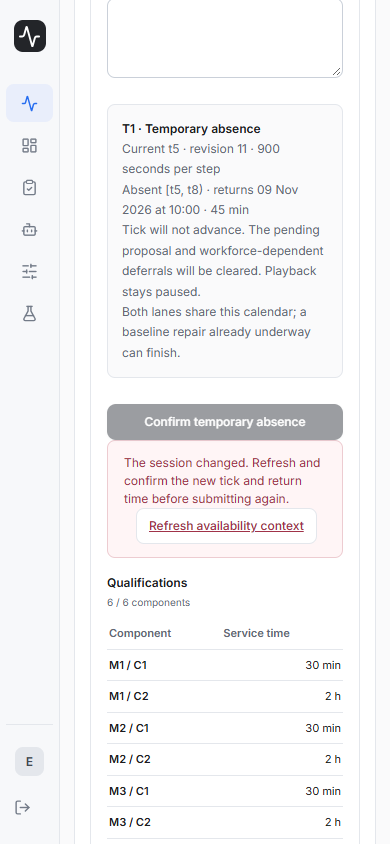 T1 · Temporary absence
Current t5 · revision 11 · 900
seconds per step
Absent [t5, t8) · returns 09 Nov
2026 at 10:00 · 45 min
Tick will not advance. The pending
proposal and workforce-dependent
deferrals will be cleared. Playback
stays paused.
Both lanes share this calendar; a
baseline repair already underway
can finish.
Confirm temporary absence
The session changed. Refresh and
confirm the new tick and return
time before submitting again.
Refresh availability context
Qualifications
6 / 6 components
Component Service time
M1 / C1 30 min
M1 / C2 2 h
M2 / C1 30 min
M2 / C2 2 h
M3 / C1 30 min
M3 / C2 2 h
E